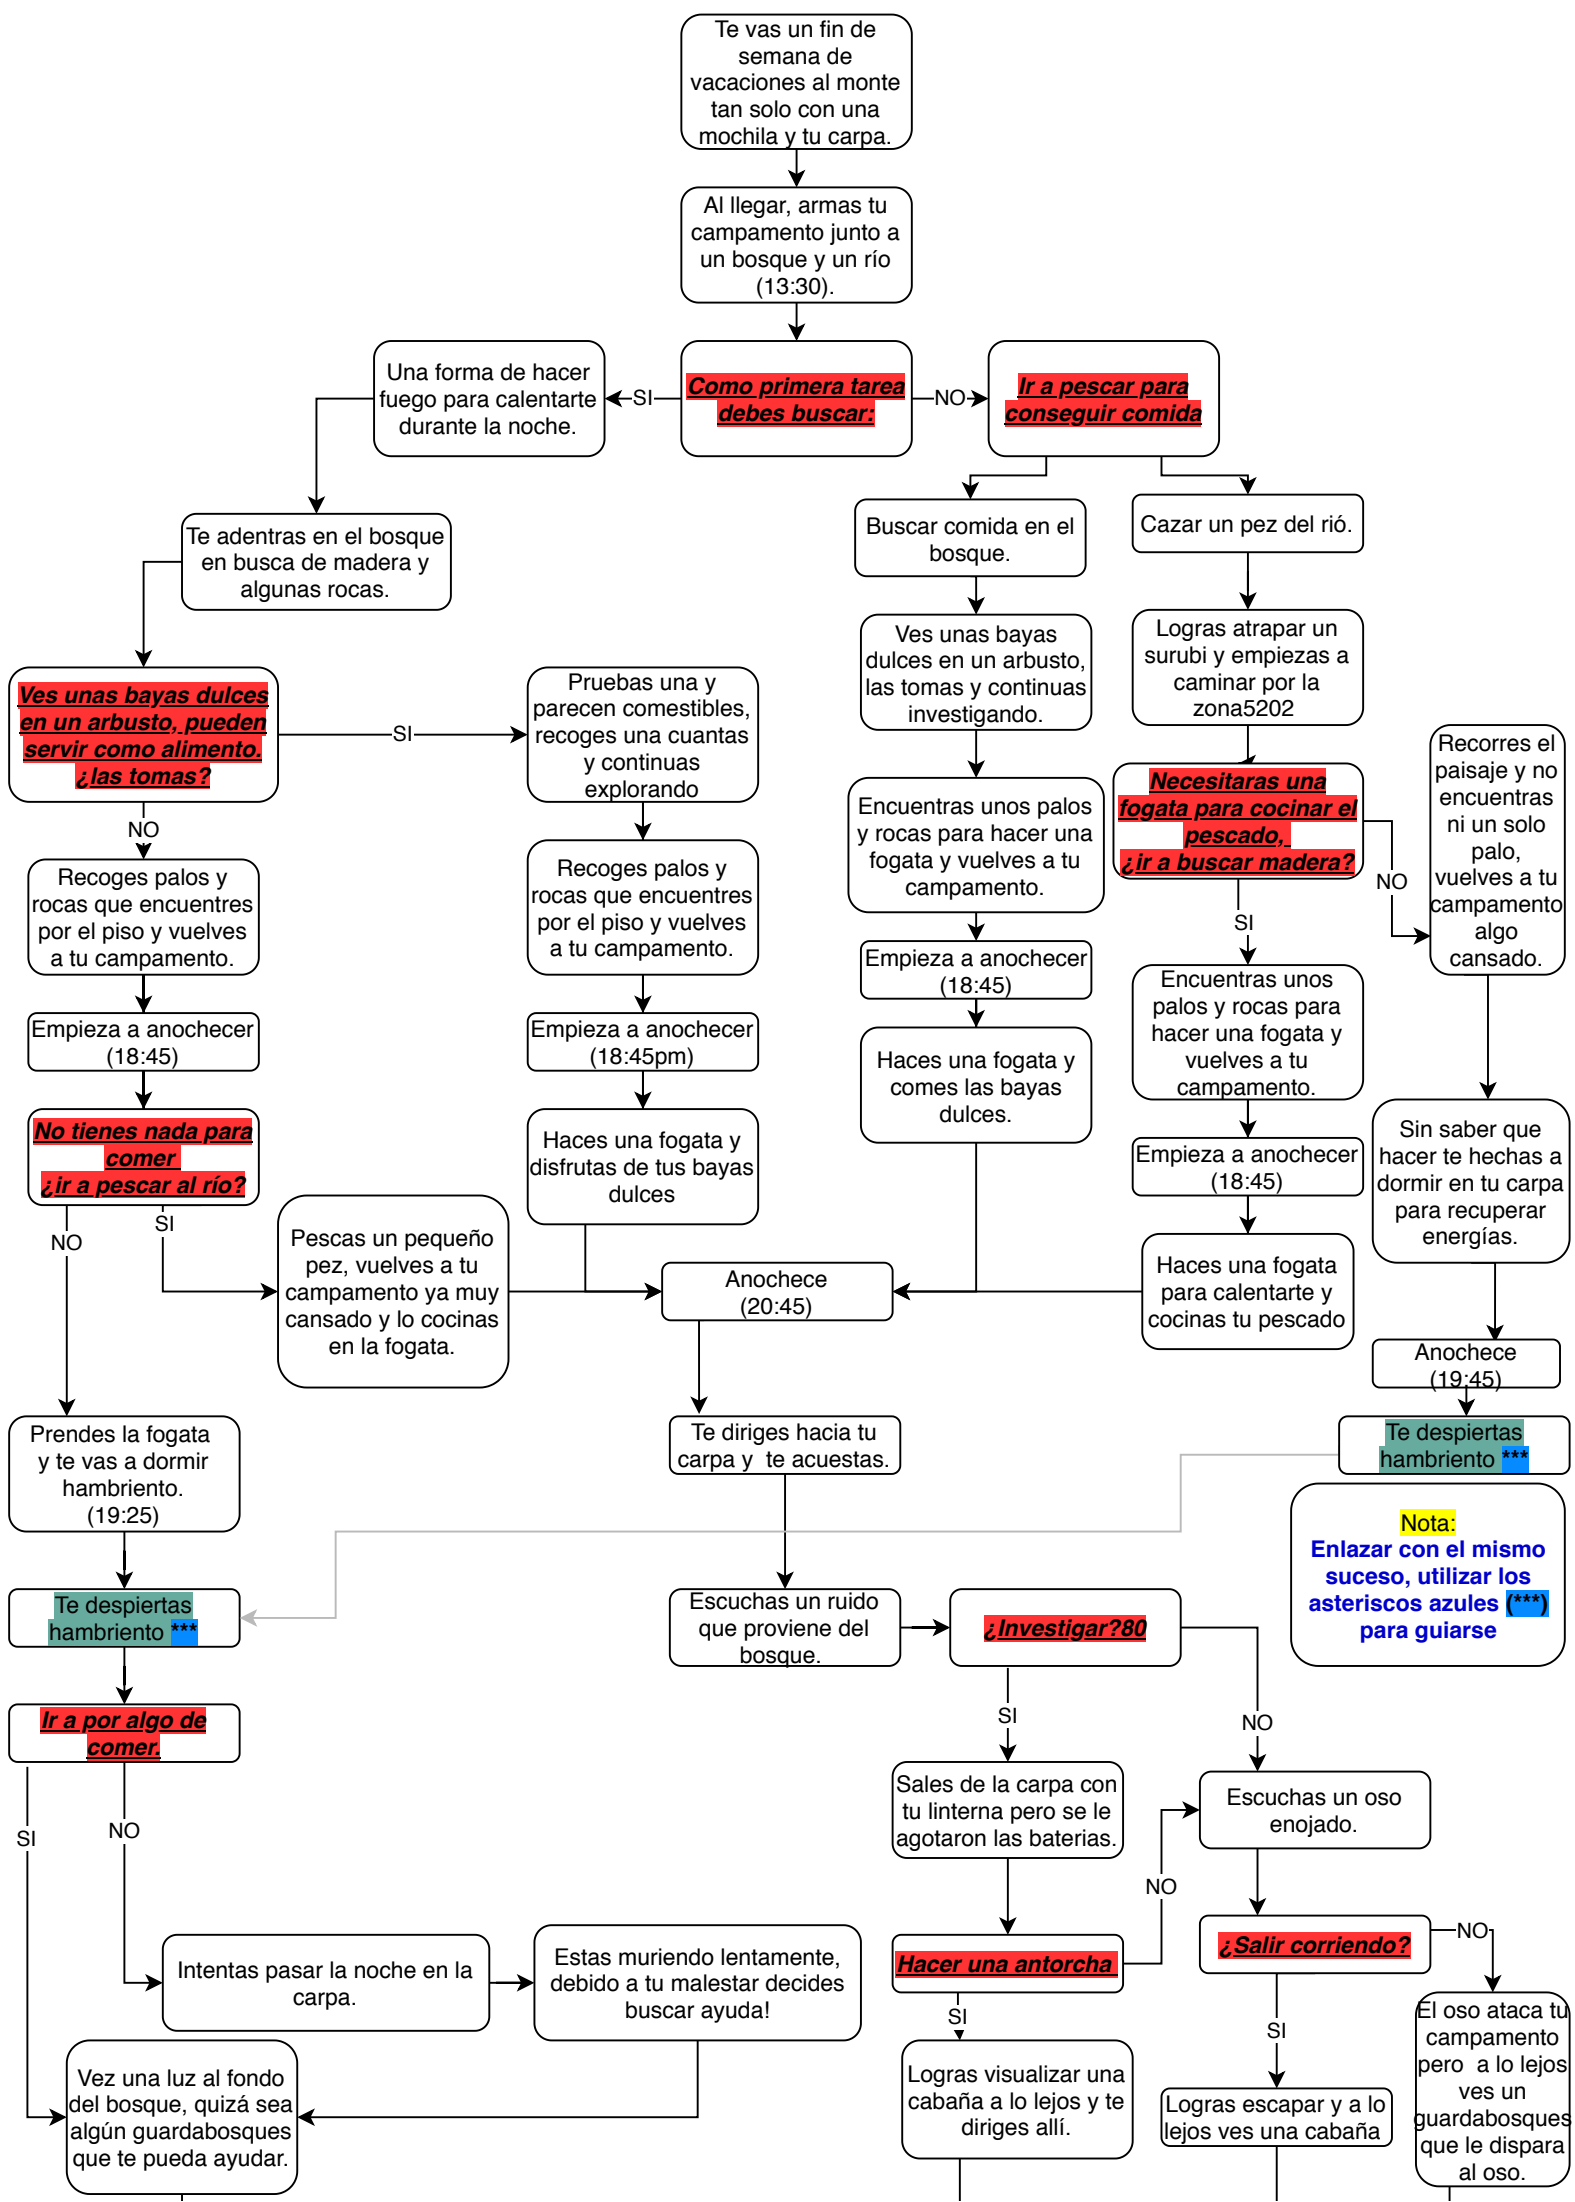 Te vas un fin de
semana de
vacaciones al monte
tan solo con una
mochila y tu carpa.
Al llegar, armas tu
campamento junto a
un bosque y un río
(13:30).
Una forma de hacer
fuego para calentarte
durante la noche.
SI
Como primera tarea
debes buscar:
NO
Ir a pescar para
conseguir comida
Te adentras en el bosque
en busca de madera y
algunas rocas.
Buscar comida en el
bosque.
Cazar un pez del rió.
Ves unas bayas dulces
en un arbusto, pueden
servir como alimento.
¿las tomas?
SI
Pruebas una y
parecen comestibles,
recoges una cuantas
y continuas
explorando
Ves unas bayas
dulces en un arbusto,
las tomas y continuas
investigando.
Logras atrapar un
surubi y empiezas a
caminar por la
zona5202
Recorres el
paisaje y no
encuentras
ni un solo
palo,
vuelves a tu
campamento
algo
cansado.
NO
Recoges palos y
rocas que encuentres
por el piso y vuelves
a tu campamento.
Recoges palos y
rocas que encuentres
por el piso y vuelves
a tu campamento.
Encuentras unos palos
y rocas para hacer una
fogata y vuelves a tu
campamento.
Necesitaras una
fogata para cocinar el
pescado,
¿ir a buscar madera?
NO
SI
Empieza a anochecer
(18:45)
Empieza a anochecer
(18:45pm)
Empieza a anochecer
(18:45)
Encuentras unos
palos y rocas para
hacer una fogata y
vuelves a tu
campamento.
No tienes nada para
comer
¿ir a pescar al río?
Haces una fogata y
disfrutas de tus bayas
dulces
Haces una fogata y
comes las bayas
dulces.
Empieza a anochecer
(18:45)
Sin saber que
hacer te hechas a
dormir en tu carpa
para recuperar
energías.
NO
SI
Pescas un pequeño
pez, vuelves a tu
campamento ya muy
cansado y lo cocinas
en la fogata.
Anochece
(20:45)
Haces una fogata
para calentarte y
cocinas tu pescado
Anochece
(19:45)
Prendes la fogata
y te vas a dormir
hambriento.
(19:25)
Te diriges hacia tu
carpa y  te acuestas.
Te despiertas
hambriento ***
Nota:
Enlazar con el mismo
suceso, utilizar los
asteriscos azules (***)
para guiarse
Te despiertas
hambriento ***
Escuchas un ruido
que proviene del
bosque.
¿Investigar?80
Ir a por algo de
comer.
SI
NO
SI
NO
Sales de la carpa con
tu linterna pero se le
agotaron las baterias.
Escuchas un oso
enojado.
NO
Intentas pasar la noche en la
carpa.
Estas muriendo lentamente,
debido a tu malestar decides
buscar ayuda!
Hacer una antorcha
¿Salir corriendo?
NO
SI
SI
El oso ataca tu
campamento
pero  a lo lejos
ves un
guardabosques
que le dispara
al oso.
Vez una luz al fondo
del bosque, quizá sea
algún guardabosques
que te pueda ayudar.
Logras visualizar una
cabaña a lo lejos y te
diriges allí.
Logras escapar y a lo
lejos ves una cabaña